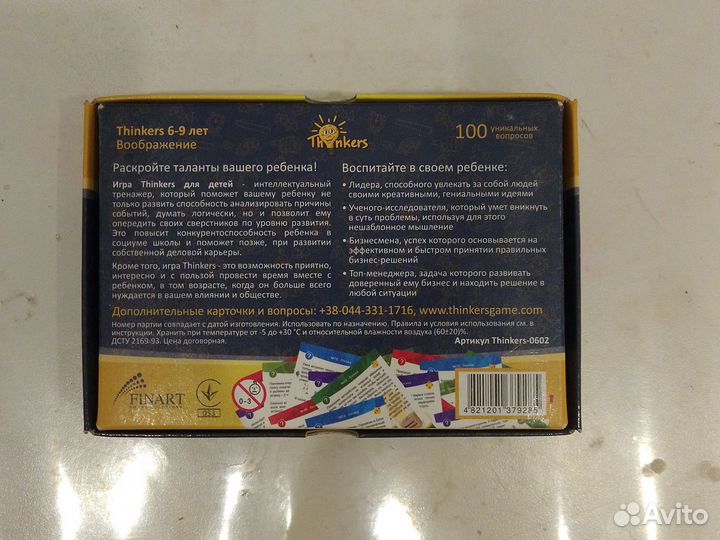 Thinkers 6-9 лет
Воображение
Thinkers
100 уникальных
вопросов
Раскройте таланты вашего ребенка!
Игра Thinkers для детей - интеллектуальный
тренажер, который поможет вашему ребенку не
только развить способность анализировать причины
событий, думать логически, но и позволит ему
опередить своих сверстников по уровню развития.
Это повысит конкурентоспособность ребенка в
социуме школы и поможет позже, при развитии
собственной деловой карьеры.
Кроме того, игра Thinkers - это возможность приятно,
интересно и с пользой провести время вместе с
ребенком, в том возрасте, когда он больше всего
нуждается в вашем влиянии и обществе.
Воспитайте в своем ребенке:
• Лидера, способного увлекать за собой людей
своими креативными, гениальными идеями
• Ученого-исследователя, который умет вникнуть
в суть проблемы, используя для этого
нешаблонное мышление
• Бизнесмена, успех которого основывается на
эффективном и быстром принятии правильных
бизнес-решений
• Топ-менеджера, задача которого развивать
доверенный ему бизнес и находить решение в
любой ситуации
Дополнительные карточки и вопросы: +38-044-331-1716, www.thinkersgame.com
Номер партии совпадает с датой изготовления. Использовать по назначению. Правила и условия использования см. в
инструкции. Хранить при температуре от -5 до +30 °C и относительной влажности воздуха (60±20)%.
ДСТУ 2169-93. Цена договорная.
Артикул Thinkers-0602
FINART
053
0-3
4 821201 379285
Avito